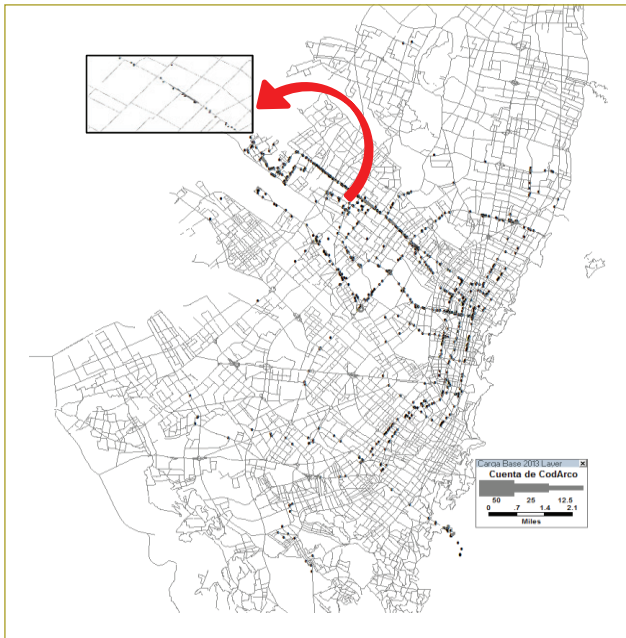 Carga Base 2013 Layer
Cuenta de CodArco
50 25 12.5
0 .7 1.4 2.1
Miles